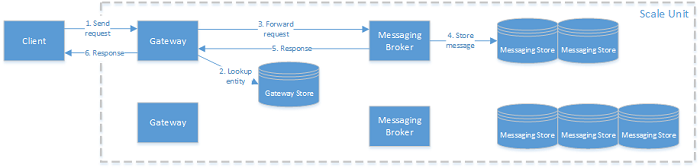 Scale Unit
Client
1. Send
request
6. Response
Gateway
3. Forward
request
5. Response
2. Lookup
entity
Gateway Store
Messaging
Broker
4. Store
message
Messaging Store
Messaging Store
Gateway
Messaging
Broker
Messaging Store
Messaging Store
Messaging Store